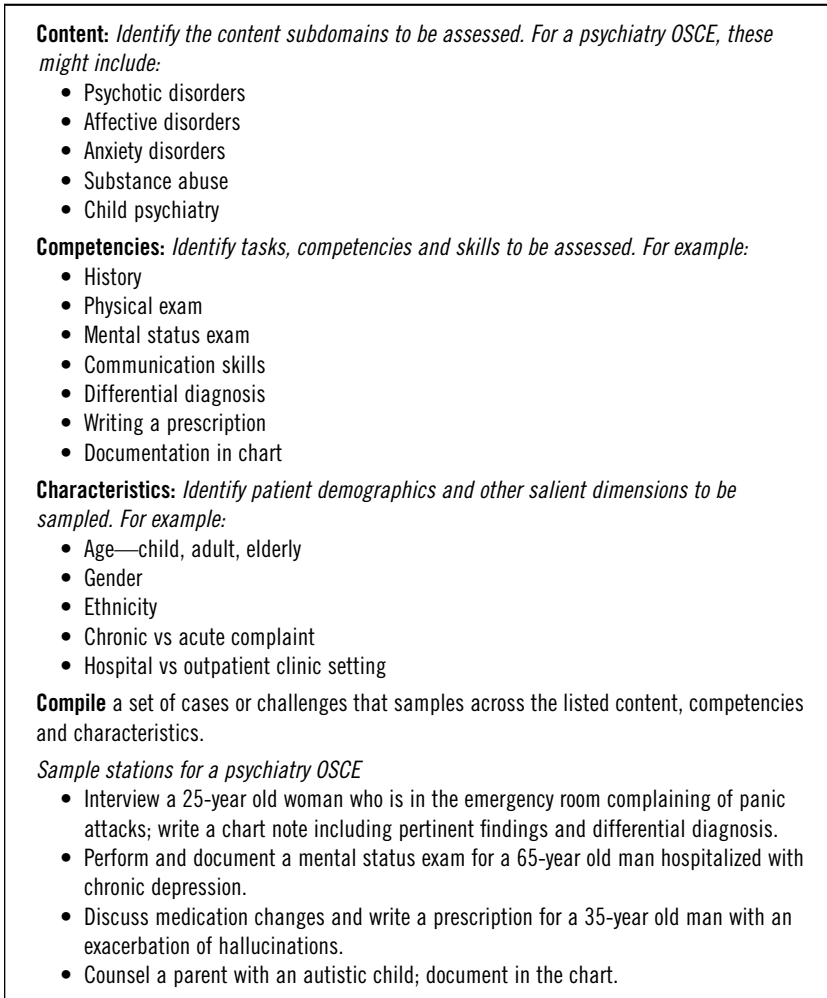 Content: Identify the content subdomains to be assessed. For a psychiatry OSCE, these
might include:
• Psychotic disorders
• Affective disorders
• Anxiety disorders
• Substance abuse
• Child psychiatry
Competencies: Identify tasks, competencies and skills to be assessed. For example:
• History
• Physical exam
• Mental status exam
• Communication skills
• Differential diagnosis
• Writing a prescription
• Documentation in chart
Characteristics: Identify patient demographics and other salient dimensions to be
sampled. For example:
• Age—child, adult, elderly
• Gender
• Ethnicity
• Chronic vs acute complaint
• Hospital vs outpatient clinic setting
Compile a set of cases or challenges that samples across the listed content, competencies
and characteristics.
Sample stations for a psychiatry OSCE
• Interview a 25-year old woman who is in the emergency room complaining of panic
attacks; write a chart note including pertinent findings and differential diagnosis.
• Perform and document a mental status exam for a 65-year old man hospitalized with
chronic depression.
• Discuss medication changes and write a prescription for a 35-year old man with an
exacerbation of hallucinations.
• Counsel a parent with an autistic child; document in the chart.